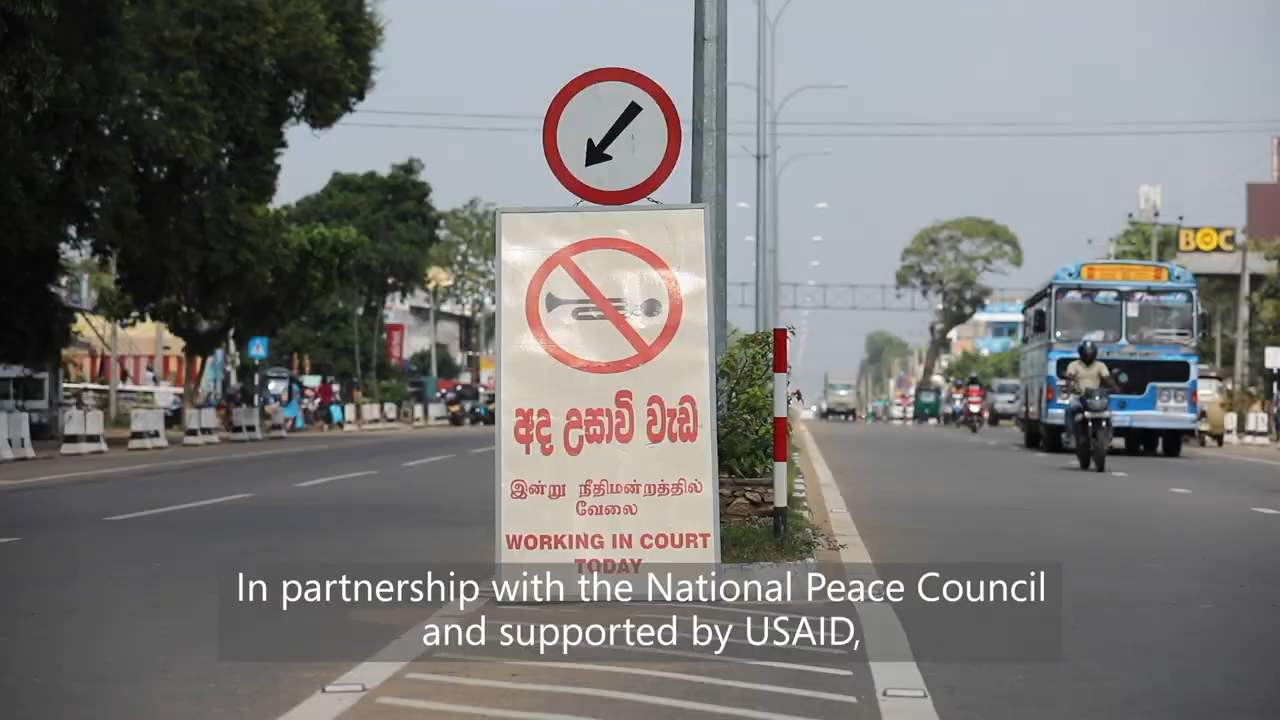 අද උසාවි වැඩ
இன்று நீதிமன்றத்தில்
வேலை
WORKING IN COURT
TODAY
BOC
In partnership with the National Peace Council
and supported by USAID,